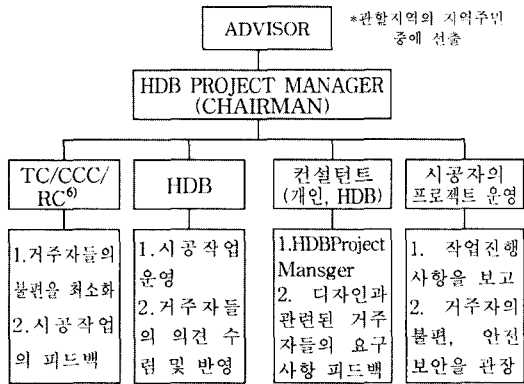 ADVISOR
*관할지역의 지역주민
중에 선출
HDB PROJECT MANAGER
(CHAIRMAN)
TC/CCC/
RC6)
HDB
컨설턴트
(개인, HDB)
시공자의
프로젝트 운영
1.거주자들의
불편을 최소화
2.시공작업
의 피드백
1.시공작업
운영
2.거주자들
의 의견 수
렴 및 반영
1.HDBProject
Mansger
2. 디자인과
관련된 거주
자들의 요구
사항 피드백
1. 작업진행
사항을 보고
2. 거주자의
불편, 안전
보안을 관장